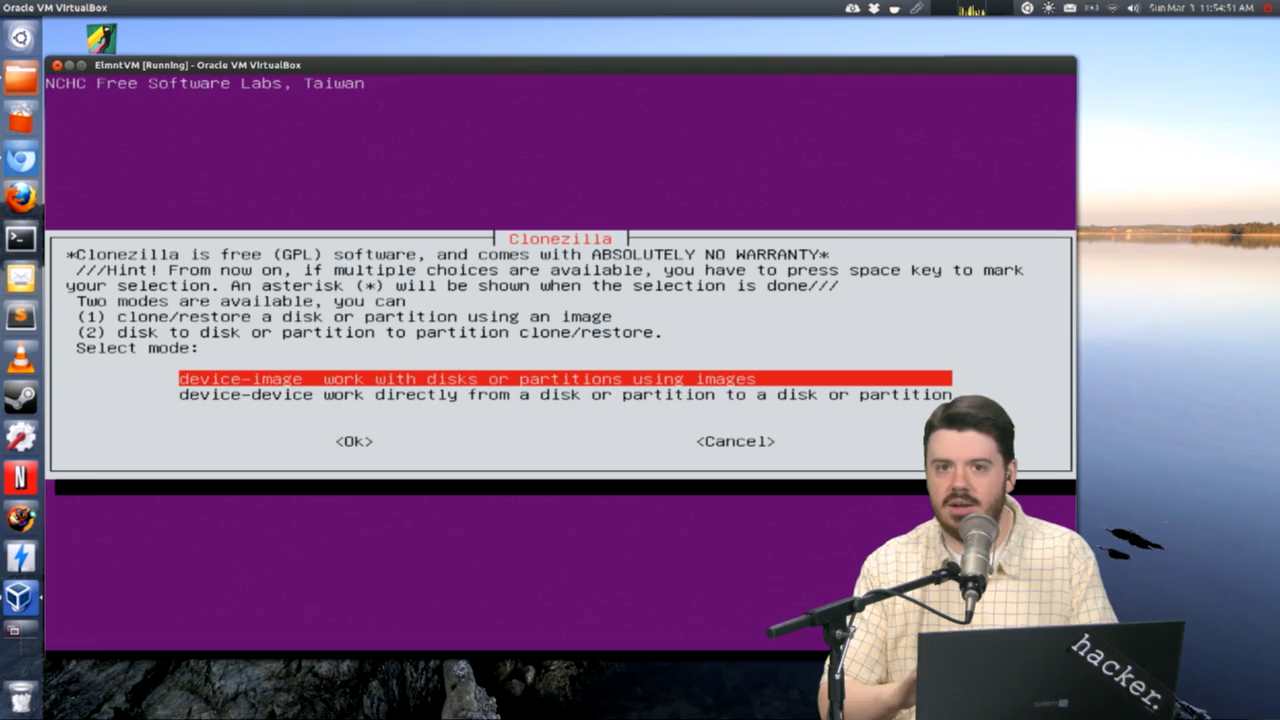 Oracle VM VirtualBox
Sun Mar 3 11:54:51 AM
ElmntVM [Running] - Oracle VM VirtualBox
NCHC Free Software Labs, Taiwan
Clonezilla
*Clonezilla is free (GPL) software, and comes with ABSOLUTELY NO WARRANTY*
///Hint! From now on, if multiple choices are available, you have to press space key to mark
your selection. An asterisk (*) will be shown when the selection is done///
Two modes are available, you can
(1) clone/restore a disk or partition using an image
(2) disk to disk or partition to partition clone/restore.
Select mode:
device-image work with disks or partitions using images
device-device work directly from a disk or partition to a disk or partition
<Ok> <Cancel>
hacker.